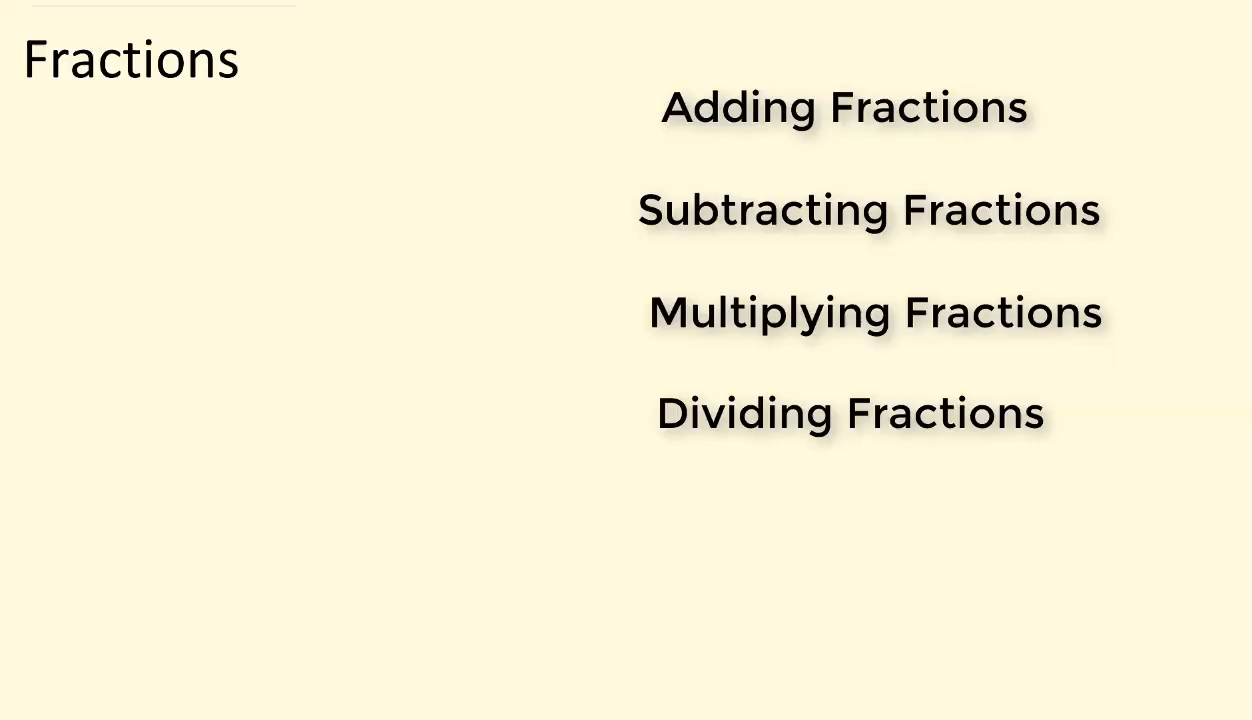 Fractions
Adding Fractions
Subtracting Fractions
Multiplying Fractions
Dividing Fractions